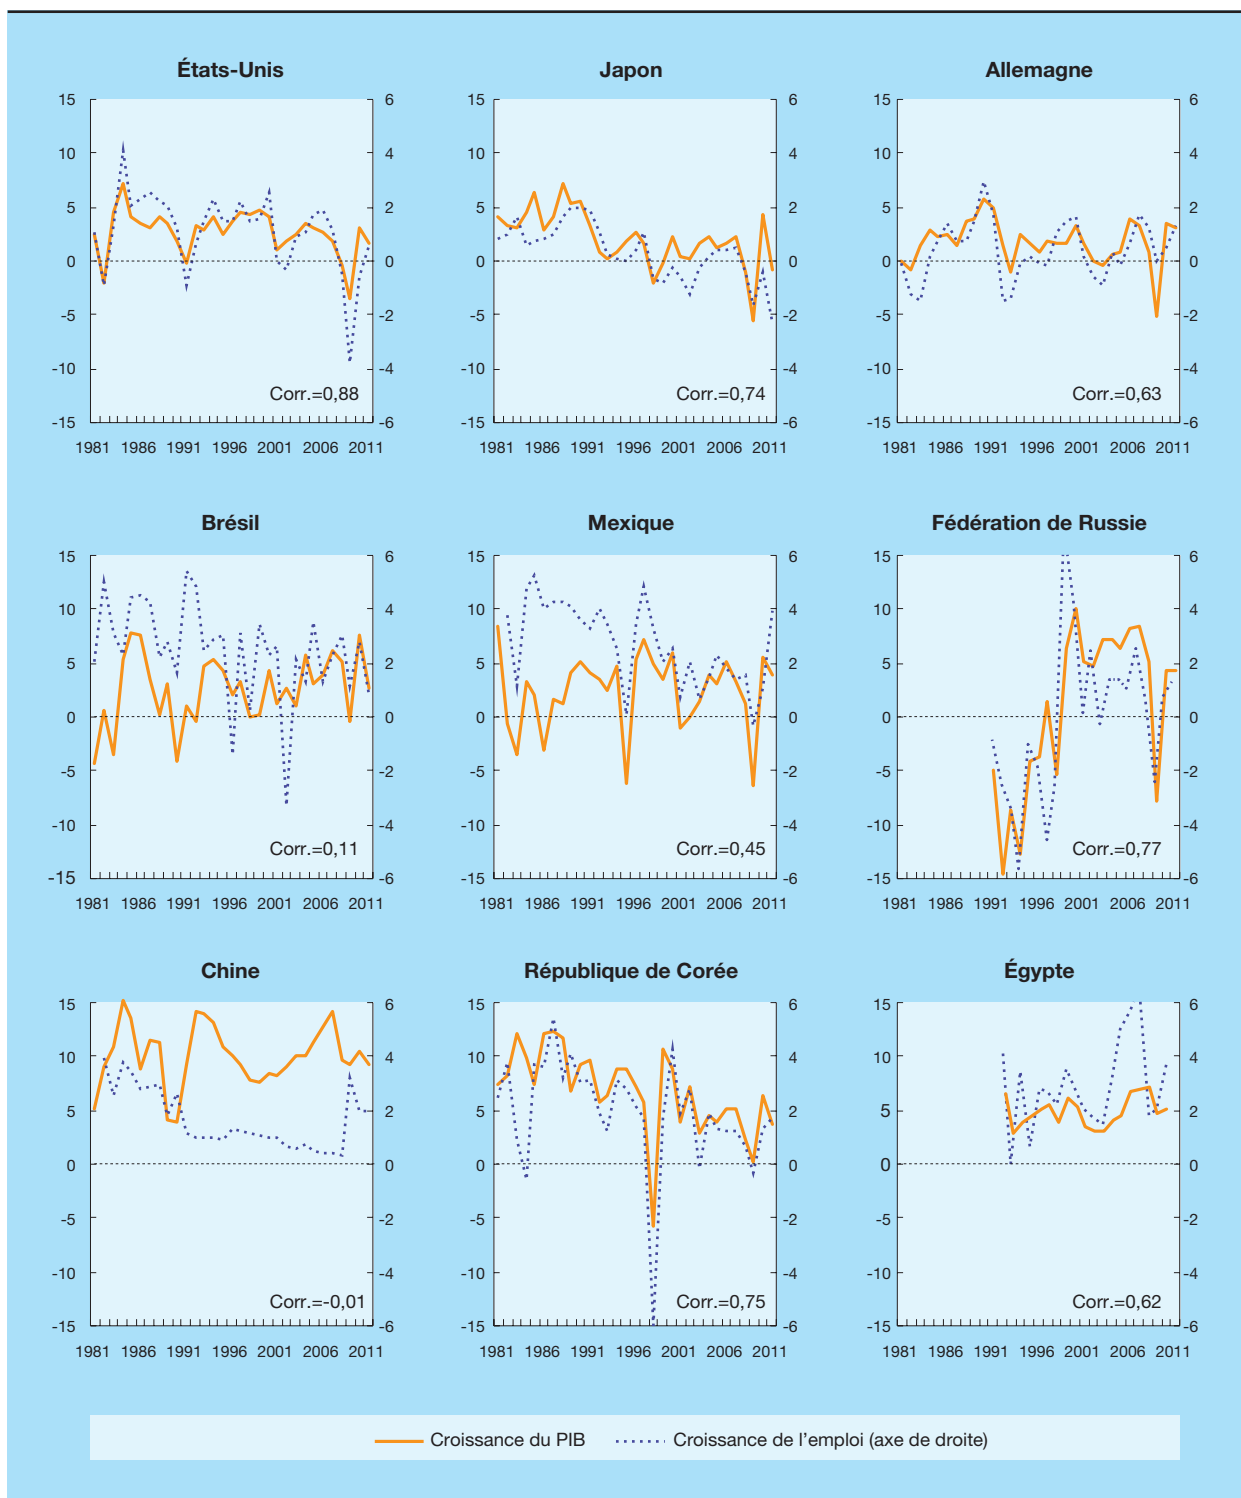 États-Unis Japon Allemagne
15 6 15 6 15 6
10 4 10 4 10 4
5 2 5 2 5 2
0 0 0 0 0 0
-5 -2 -5 -2 -5 -2
-10 -4 -10 -4 -10 -4
Corr.=0,88 Corr.=0,74 Corr.=0,63
-15 -6 -15 -6 -15 -6
1981 1986 1991 1996 2001 2006 2011 1981 1986 1991 1996 2001 2006 2011 1981 1986 1991 1996 2001 2006 2011
Brésil Mexique Fédération de Russie
15 6 15 6 15 6
10 4 10 4 10 4
5 2 5 2 5 2
0 0 0 0 0 0
-5 -2 -5 -2 -5 -2
-10 -4 -10 -4 -10 -4
Corr.=0,11 Corr.=0,45 Corr.=0,77
-15 -6 -15 -6 -15 -6
1981 1986 1991 1996 2001 2006 2011 1981 1986 1991 1996 2001 2006 2011 1981 1986 1991 1996 2001 2006 2011
Chine République de Corée Égypte
15 6 15 6 15 6
10 4 10 4 10 4
5 2 5 2 5 2
0 0 0 0 0 0
-5 -2 -5 -2 -5 -2
-10 -4 -10 -4 -10 -4
Corr.=-0,01 Corr.=0,75 Corr.=0,62
-15 -6 -15 -6 -15 -6
1981 1986 1991 1996 2001 2006 2011 1981 1986 1991 1996 2001 2006 2011 1981 1986 1991 1996 2001 2006 2011
Croissance du PIB Croissance de l’emploi (axe de droite)